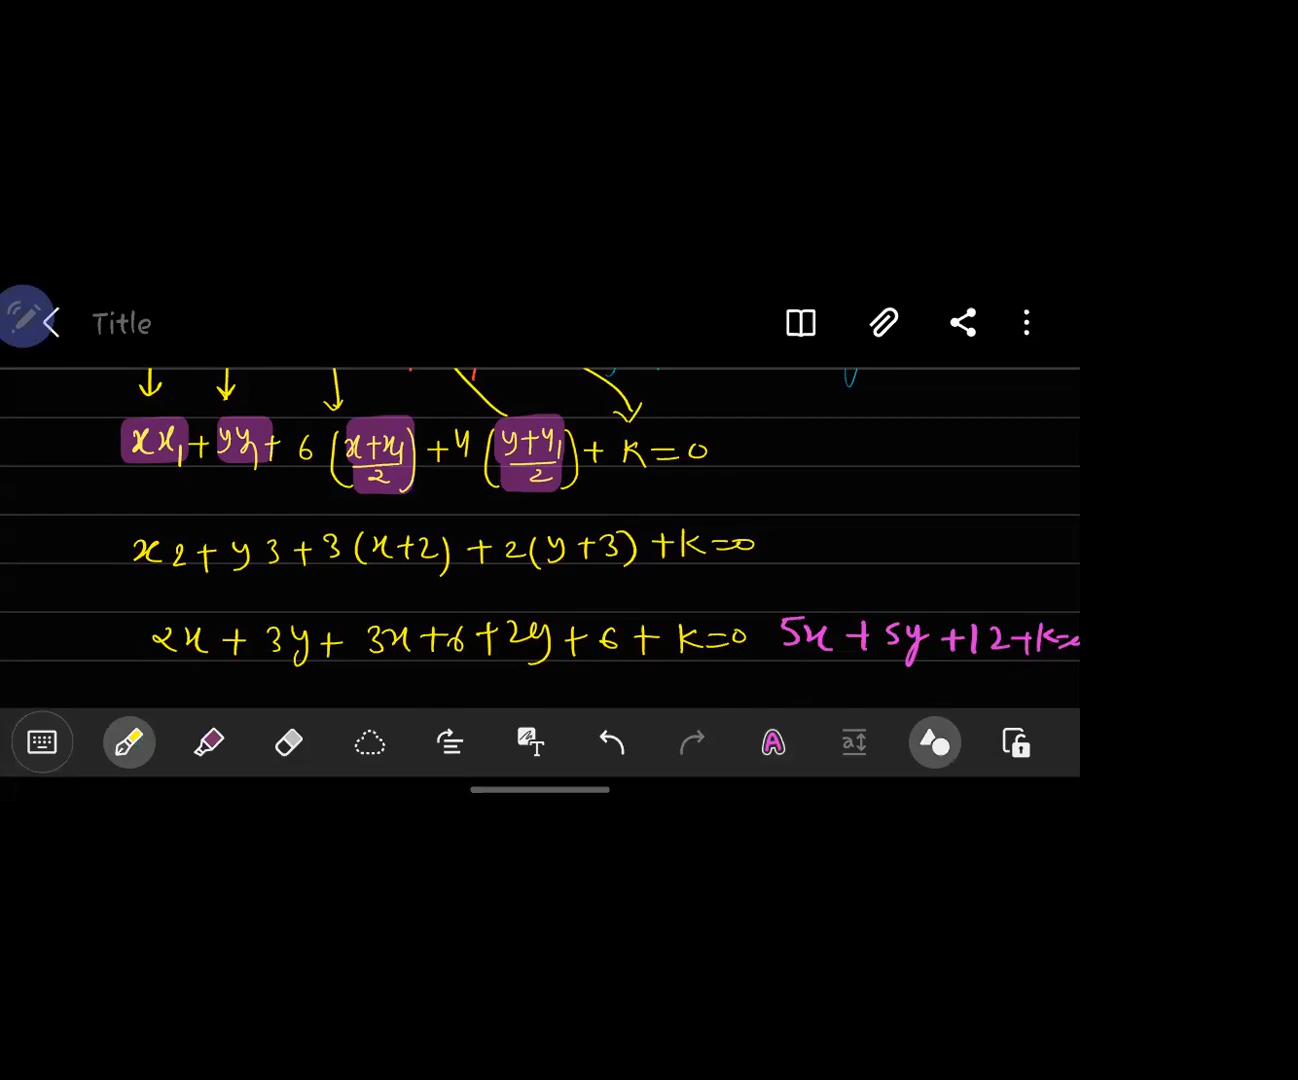 Title
xx₁ + yy₁ + 6 (x+x₁/2) + 4 (y+y₁/2) + K = 0
x2 + y3 + 3(x+2) + 2(y+3) + K = 0
2x + 3y + 3x + 6 + 2y + 6 + K = 0 5x + 5y + 12 + K =